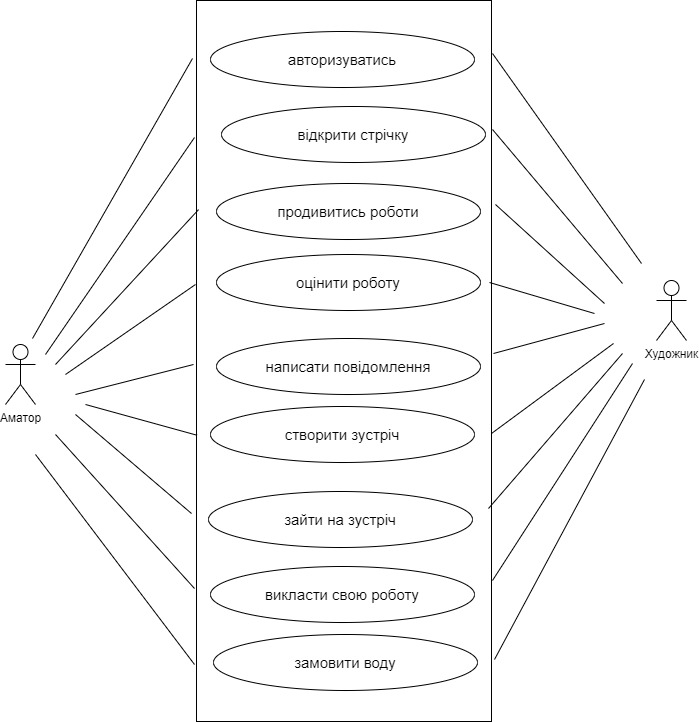 авторизуватись
відкрити стрічку
продивитись роботи
оцінити роботу
написати повідомлення
створити зустріч
зайти на зустріч
викласти свою роботу
замовити воду
Аматор
Художник